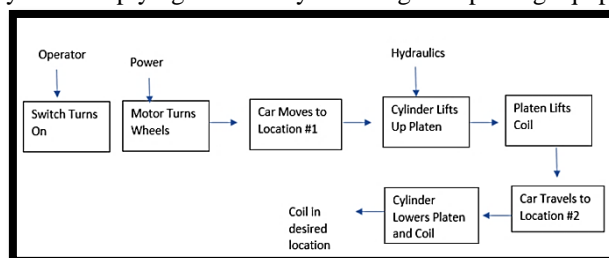 Operator
Power
Hydraulics
Switch Turns
On
Motor Turns
Wheels
Car Moves to
Location #1
Cylinder Lifts
Up Platen
Platen Lifts
Coil
Car Travels to
Location #2
Cylinder
Lowers Platen
and Coil
Coil In
desired
location